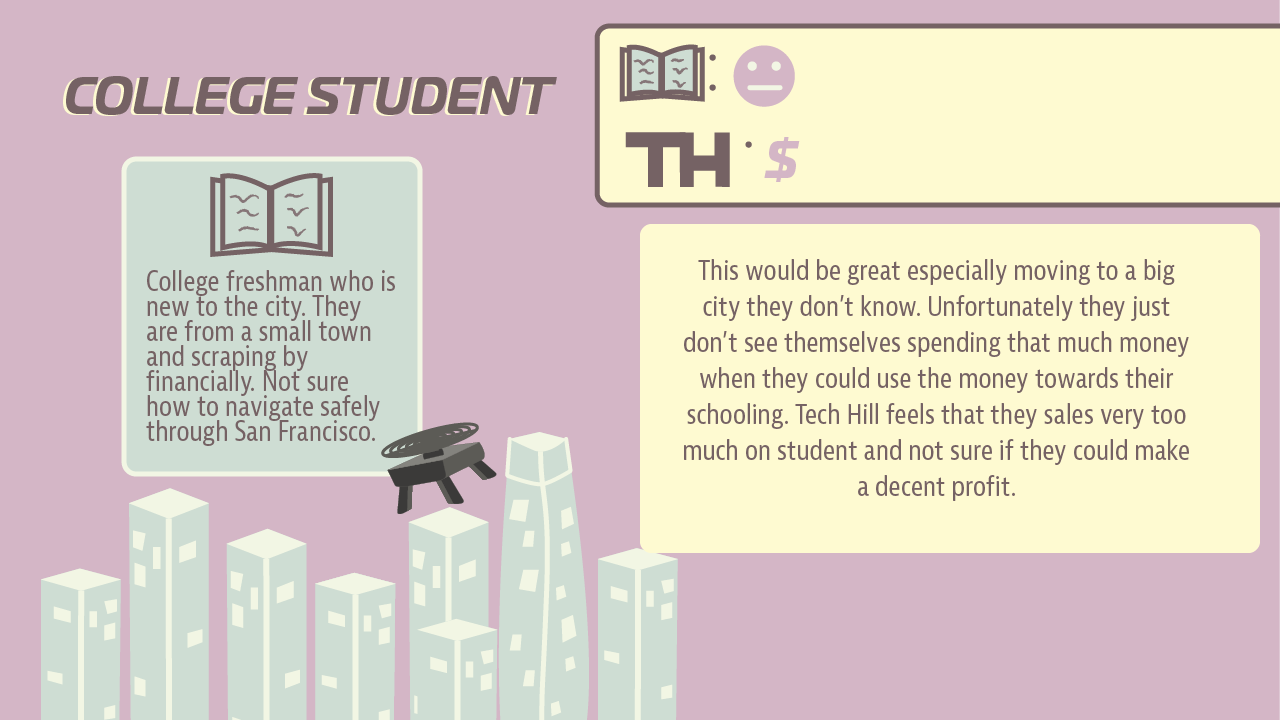 COLLEGE STUDENT
:
TH : $
College freshman who is
new to the city. They
are from a small town
and scraping by
financially. Not sure
how to navigate safely
through San Francisco.
This would be great especially moving to a big
city they don't know. Unfortunately they just
don't see themselves spending that much money
when they could use the money towards their
schooling. Tech Hill feels that they sales very too
much on student and not sure if they could make
a decent profit.